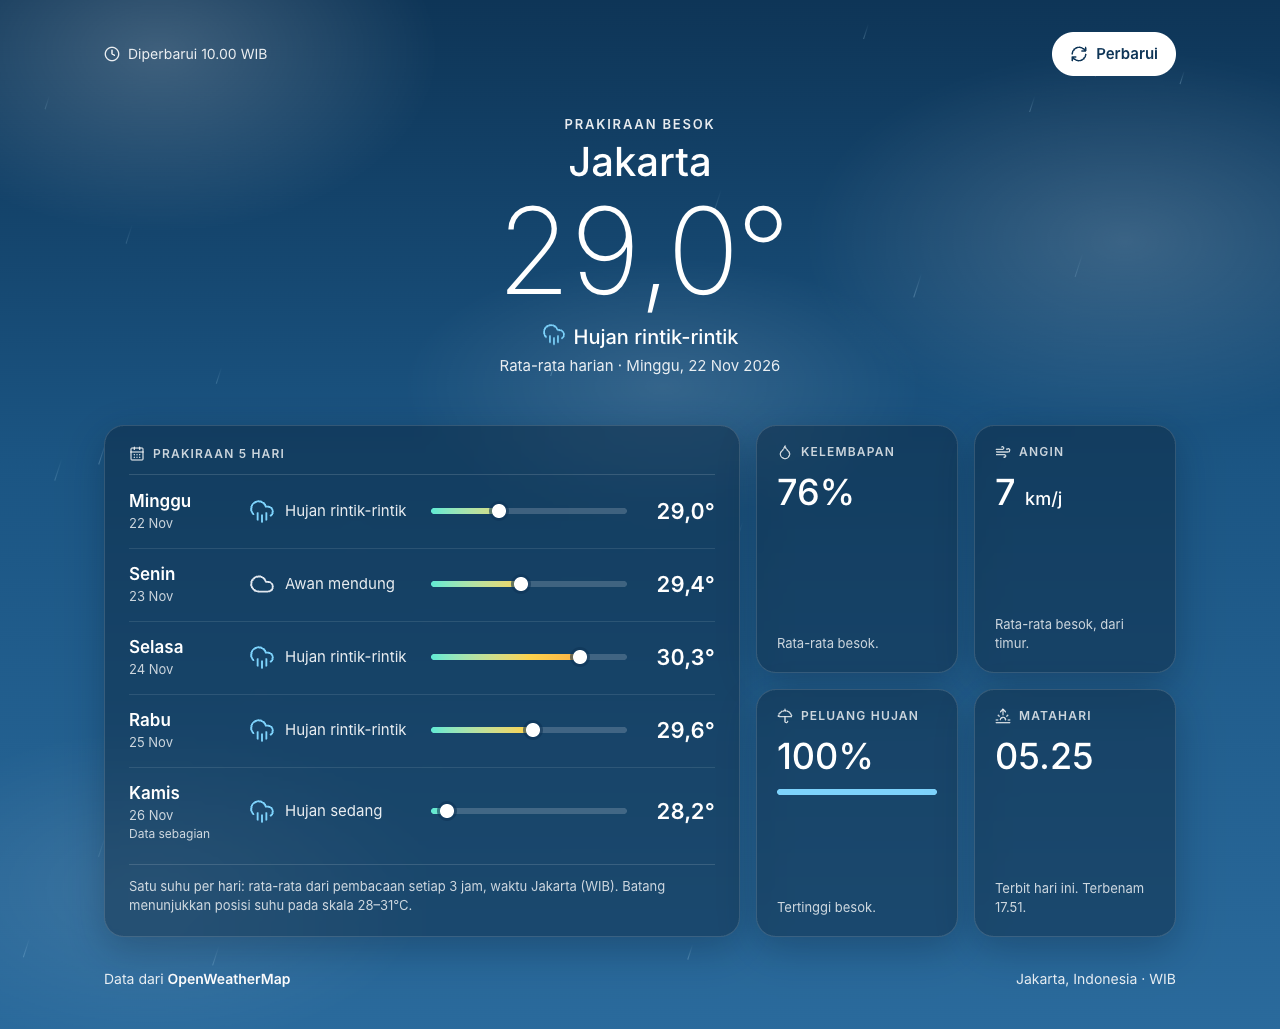 Diperbarui 10.00 WIB
Perbarui
PRAKIRAAN BESOK
Jakarta
29,0°
Hujan rintik-rintik
Rata-rata harian · Minggu, 22 Nov 2026
PRAKIRAAN 5 HARI
Minggu
22 Nov
Hujan rintik-rintik
29,0°
Senin
23 Nov
Awan mendung
29,4°
Selasa
24 Nov
Hujan rintik-rintik
30,3°
Rabu
25 Nov
Hujan rintik-rintik
29,6°
Kamis
26 Nov
Data sebagian
Hujan sedang
28,2°
Satu suhu per hari: rata-rata dari pembacaan setiap 3 jam, waktu Jakarta (WIB). Batang
menunjukkan posisi suhu pada skala 28–31°C.
KELEMBAPAN
76%
Rata-rata besok.
ANGIN
7 km/j
Rata-rata besok, dari
timur.
PELUANG HUJAN
100%
Tertinggi besok.
MATAHARI
05.25
Terbit hari ini. Terbenam
17.51.
Data dari OpenWeatherMap
Jakarta, Indonesia · WIB